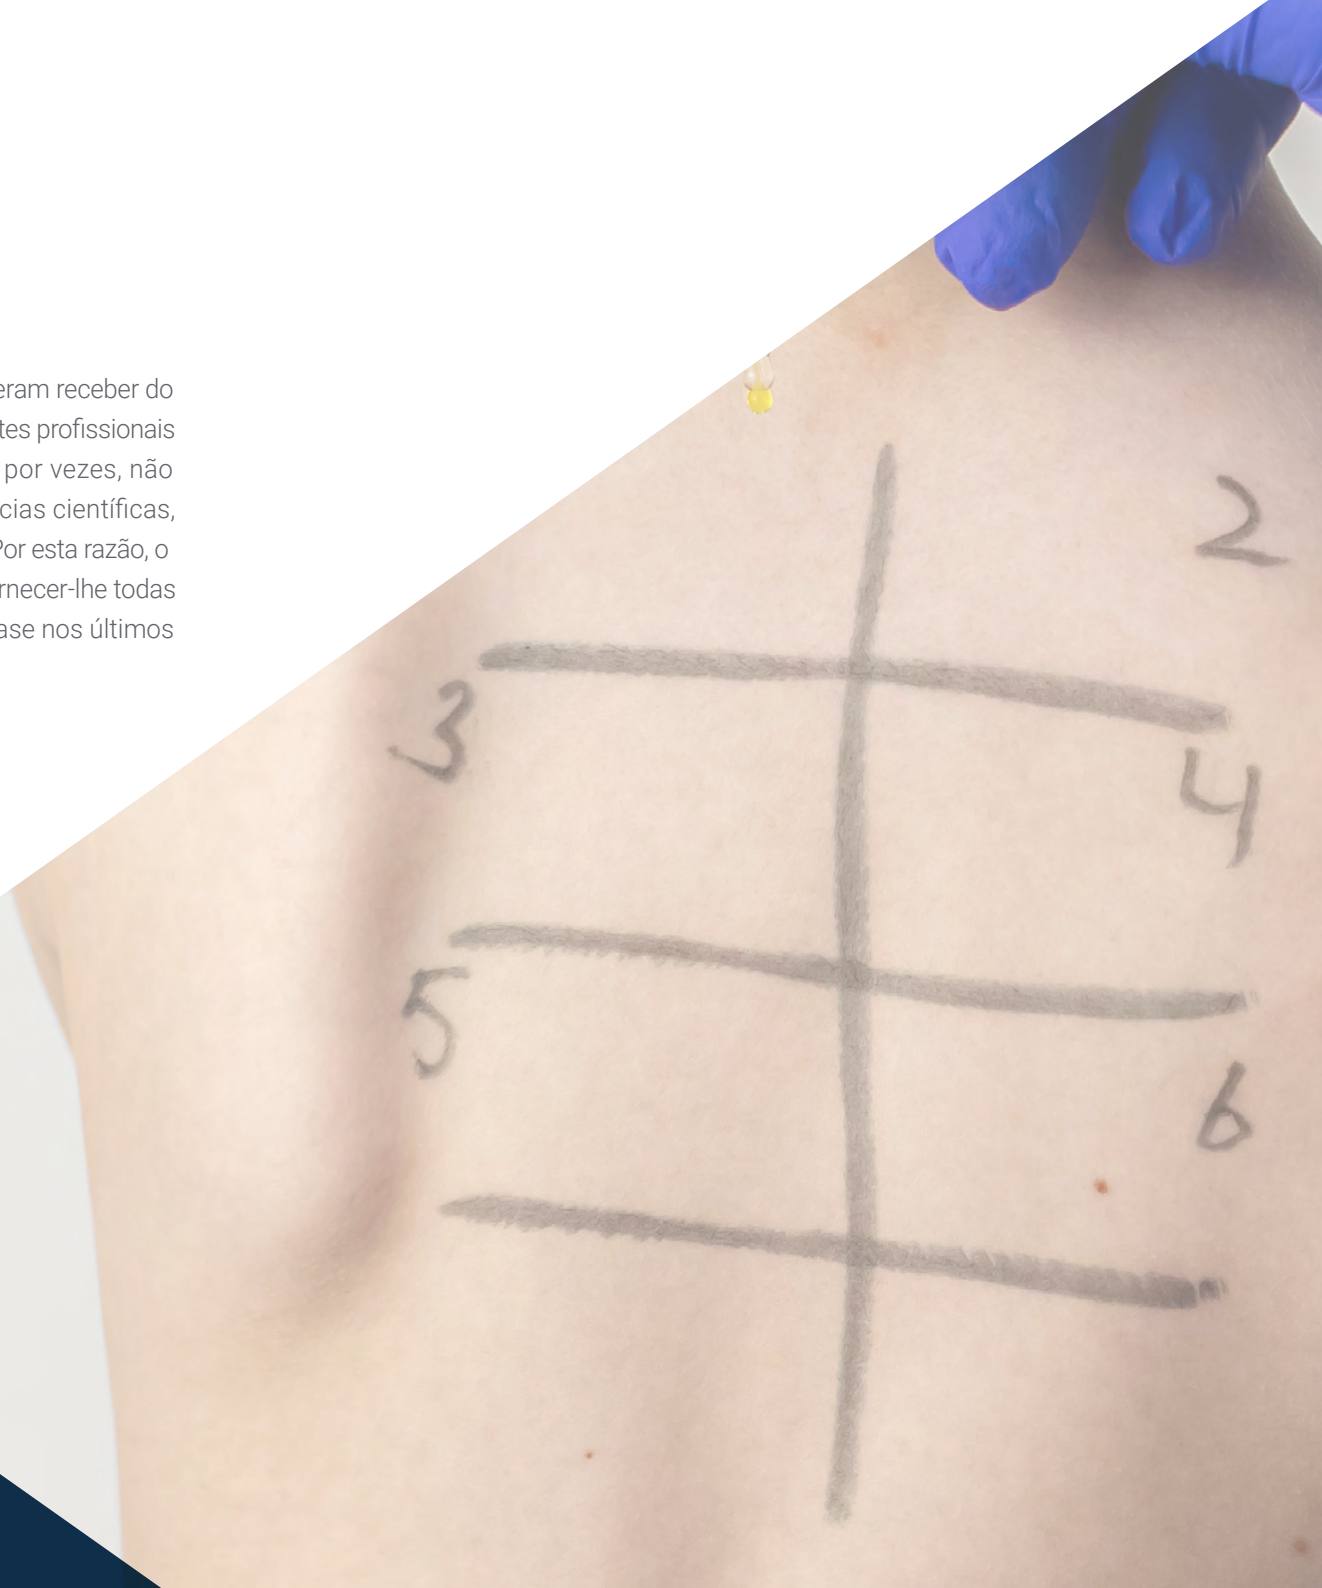 eram receber do
tes profissionais
por vezes, não
cias científicas,
Por esta razão, o
rnecer-lhe todas
ase nos últimos
2
3
4
5
6